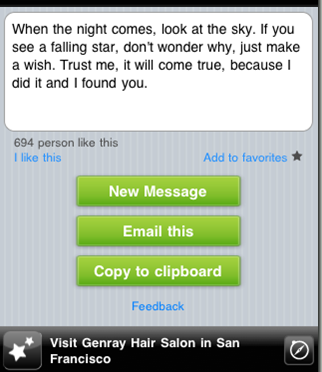 When the night comes, look at the sky. If you
see a falling star, don't wonder why, just make
a wish. Trust me, it will come true, because I
did it and I found you.
694 person like this
I like this
Add to favorites
New Message
Email this
Copy to clipboard
Feedback
Visit Genray Hair Salon in San
Francisco